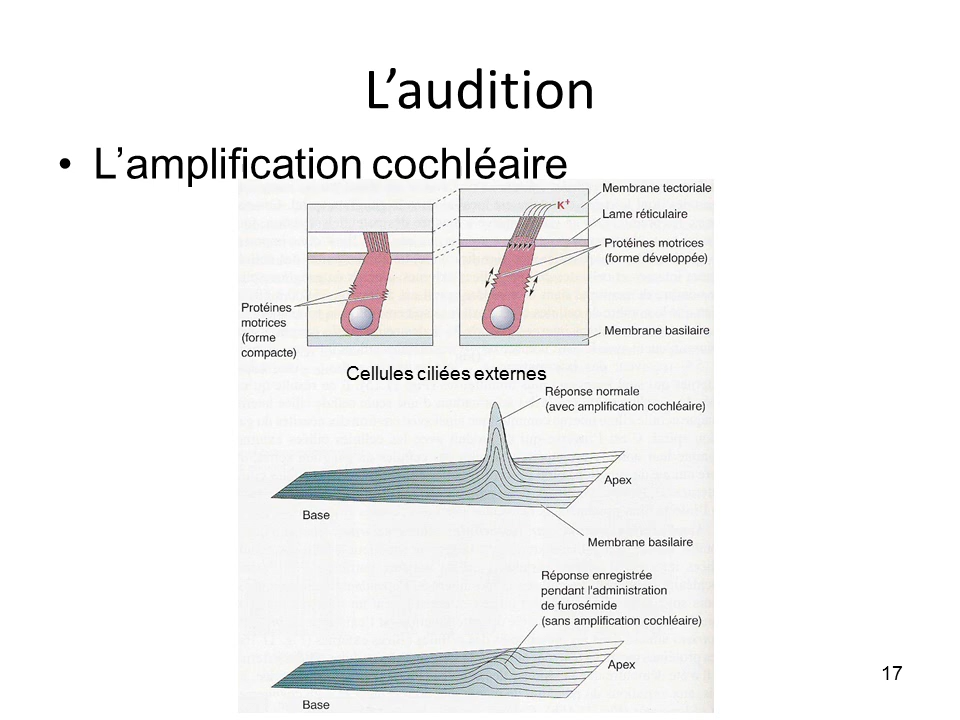 L’audition
• L’amplification cochléaire
Membrane tectoriale
K+
Lame réticulaire
Protéines motrices
(forme développée)
Protéines
motrices
(forme
compacte)
Membrane basilaire
Cellules ciliées externes
Réponse normale
(avec amplification cochléaire)
Apex
Base
Membrane basilaire
Réponse enregistrée
pendant l'administration
de furosémide
(sans amplification cochléaire)
Apex
Base
17